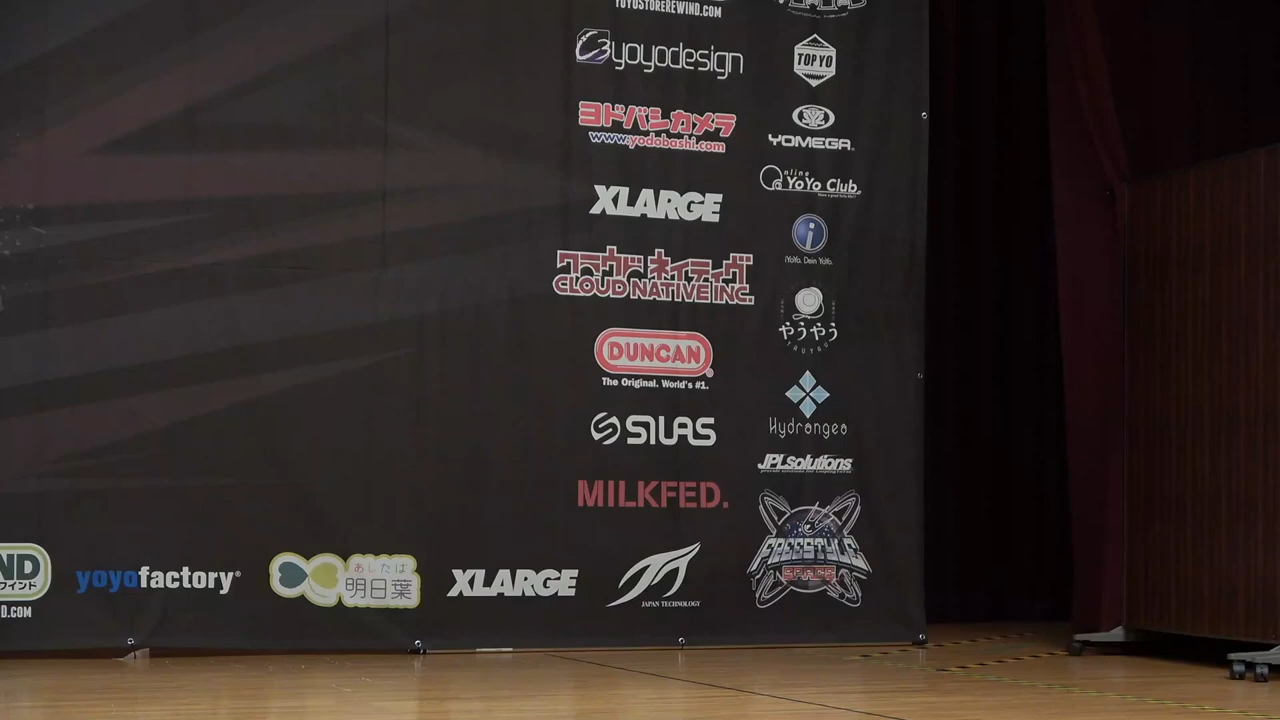 YOYOSTOREREWIND.COM
yoyodesign
TOP YO
ヨドバシカメラ
www.yodobashi.com
YOMEGA
Online
YoYo Club
XLARGE
i
iYoYo. Dein YoYo.
クラウドネイティブ
CLOUD NATIVE INC.
やうやう
YAUYAU
DUNCAN
The Original. World's #1.
Hydrangea
SILAS
JPLsolutions
MILKFED.
FREESTYLE
SPACE
ND
ワインド
D.COM
yoyofactory®
あしたば
明日葉
XLARGE
JAPAN TECHNOLOGY